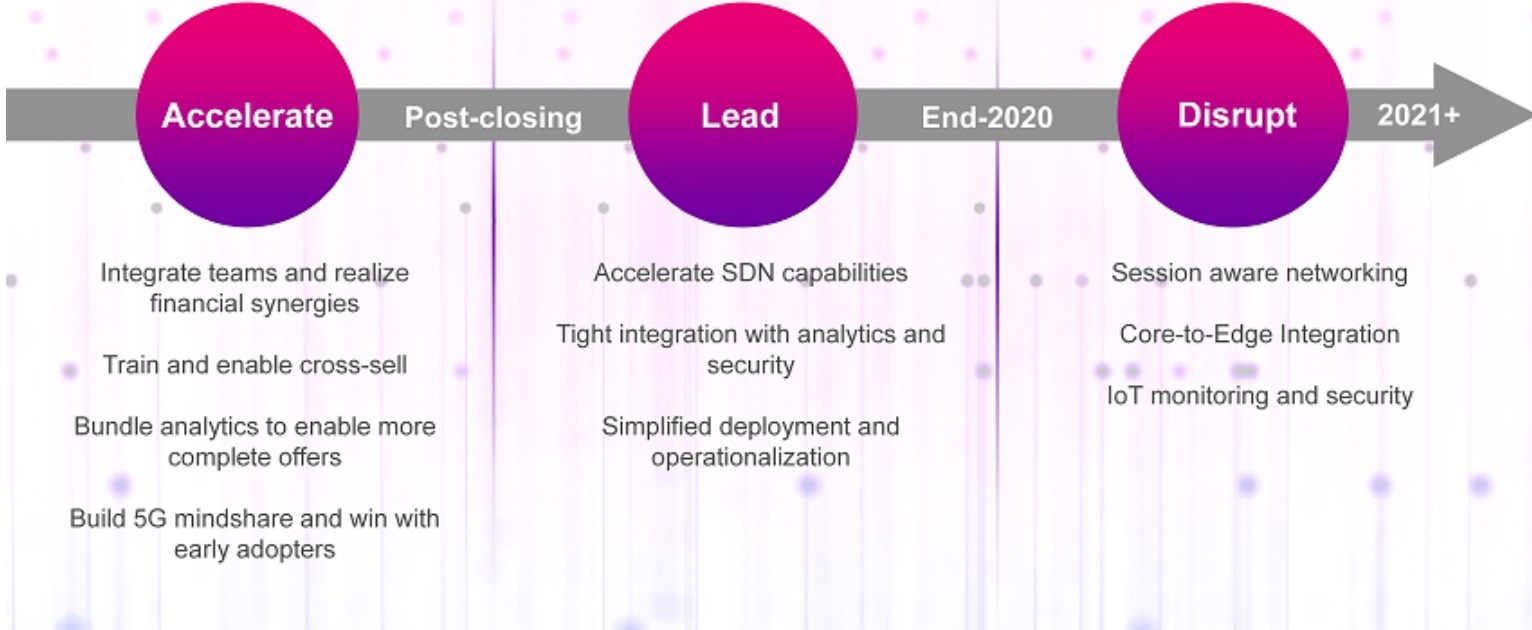 Accelerate
Post-closing
Lead
End-2020
Disrupt
2021+
Integrate teams and realize
financial synergies
Train and enable cross-sell
Bundle analytics to enable more
complete offers
Build 5G mindshare and win with
early adopters
Accelerate SDN capabilities
Tight integration with analytics and
security
Simplified deployment and
operationalization
Session aware networking
Core-to-Edge Integration
IoT monitoring and security